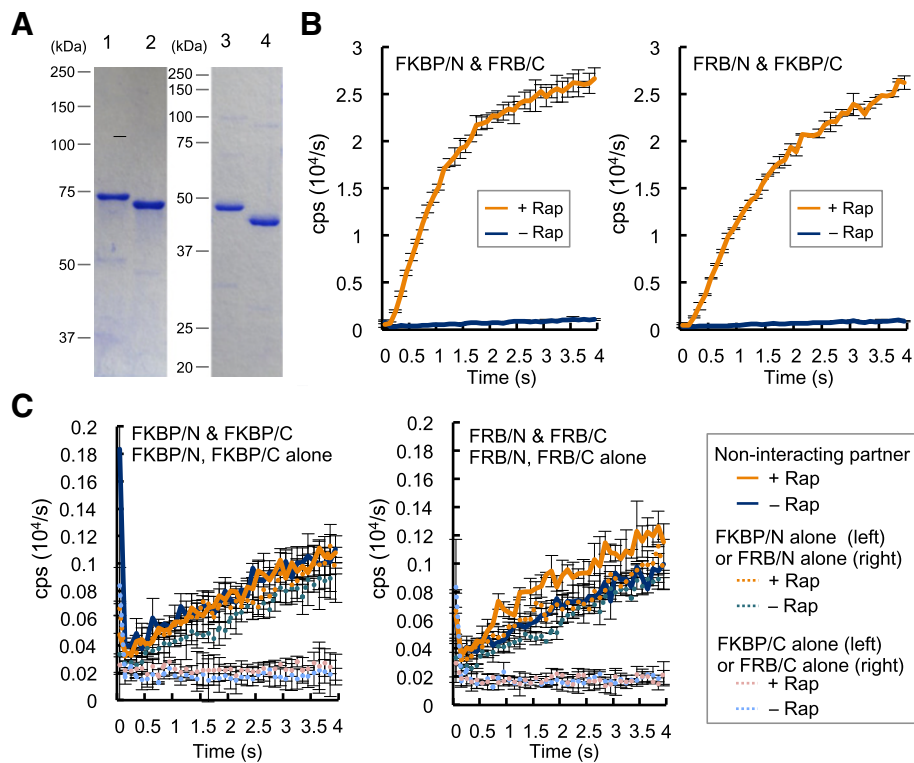 A
(kDa) 1 2 (kDa) 3 4
250
150
100
75
50
37
250
150
100
75
50
37
25
20
B
FKBP/N & FRB/C
cps (10⁴/s)
3
2.5
2
1.5
1
0.5
0
+ Rap
– Rap
0 0.5 1 1.5 2 2.5 3 3.5 4
Time (s)
FRB/N & FKBP/C
cps (10⁴/s)
3
2.5
2
1.5
1
0.5
0
+ Rap
– Rap
0 0.5 1 1.5 2 2.5 3 3.5 4
Time (s)
C
FKBP/N & FKBP/C
FKBP/N, FKBP/C alone
cps (10⁴/s)
0.2
0.18
0.16
0.14
0.12
0.1
0.08
0.06
0.04
0.02
0
0 0.5 1 1.5 2 2.5 3 3.5 4
Time (s)
FRB/N & FRB/C
FRB/N, FRB/C alone
cps (10⁴/s)
0.2
0.18
0.16
0.14
0.12
0.1
0.08
0.06
0.04
0.02
0
0 0.5 1 1.5 2 2.5 3 3.5 4
Time (s)
Non-interacting partner
+ Rap
– Rap
FKBP/N alone (left)
or FRB/N alone (right)
+ Rap
– Rap
FKBP/C alone (left)
or FRB/C alone (right)
+ Rap
– Rap